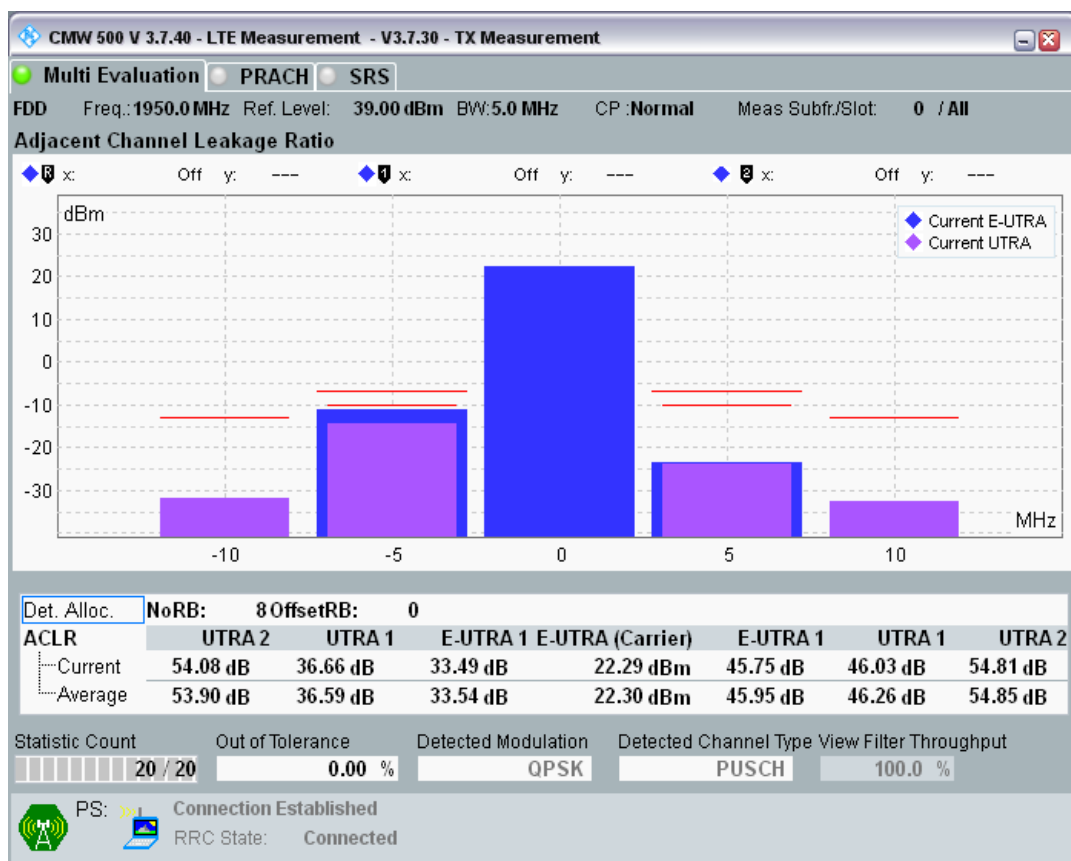 CMW 500 V 3.7.40 - LTE Measurement - V3.7.30 - TX Measurement
Multi Evaluation PRACH SRS
FDD Freq.: 1950.0 MHz Ref. Level: 39.00 dBm BW: 5.0 MHz CP : Normal Meas Subfr./Slot: 0 / All
Adjacent Channel Leakage Ratio
R x: Off y: --- 1 x: Off y: --- 2 x: Off y: ---
dBm
Current E-UTRA
Current UTRA
30
20
10
0
-10
-20
-30
MHz
-10 -5 0 5 10
Det. Alloc. NoRB: 8 OffsetRB: 0
ACLR UTRA 2 UTRA 1 E-UTRA 1 E-UTRA (Carrier) E-UTRA 1 UTRA 1 UTRA 2
Current 54.08 dB 36.66 dB 33.49 dB 22.29 dBm 45.75 dB 46.03 dB 54.81 dB
Average 53.90 dB 36.59 dB 33.54 dB 22.30 dBm 45.95 dB 46.26 dB 54.85 dB
Statistic Count Out of Tolerance Detected Modulation Detected Channel Type View Filter Throughput
20 / 20 0.00 % QPSK PUSCH 100.0 %
PS: Connection Established
RRC State: Connected